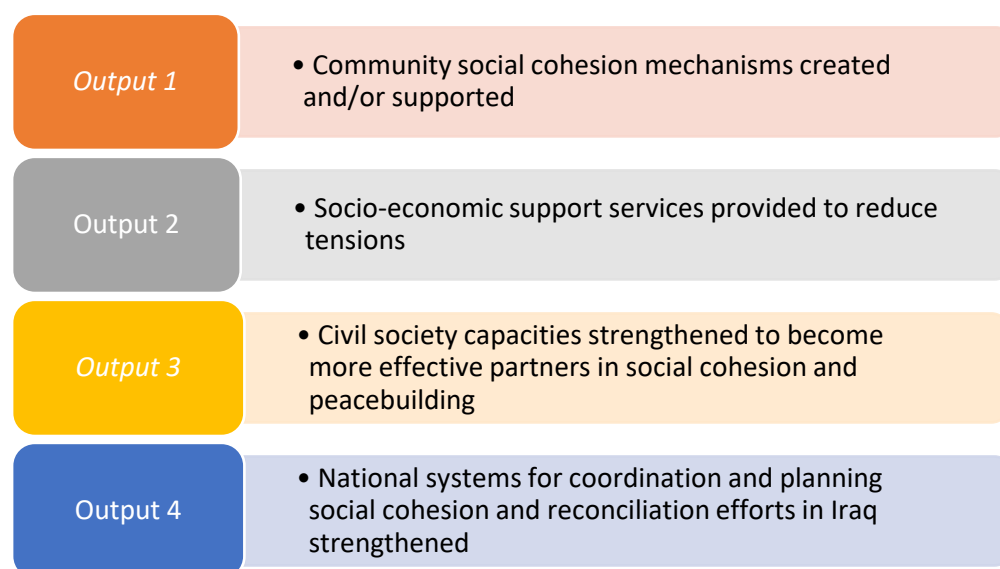 Output 1
• Community social cohesion mechanisms created
and/or supported
Output 2
• Socio-economic support services provided to reduce
tensions
Output 3
• Civil society capacities strengthened to become
more effective partners in social cohesion and
peacebuilding
Output 4
• National systems for coordination and planning
social cohesion and reconciliation efforts in Iraq
strengthened